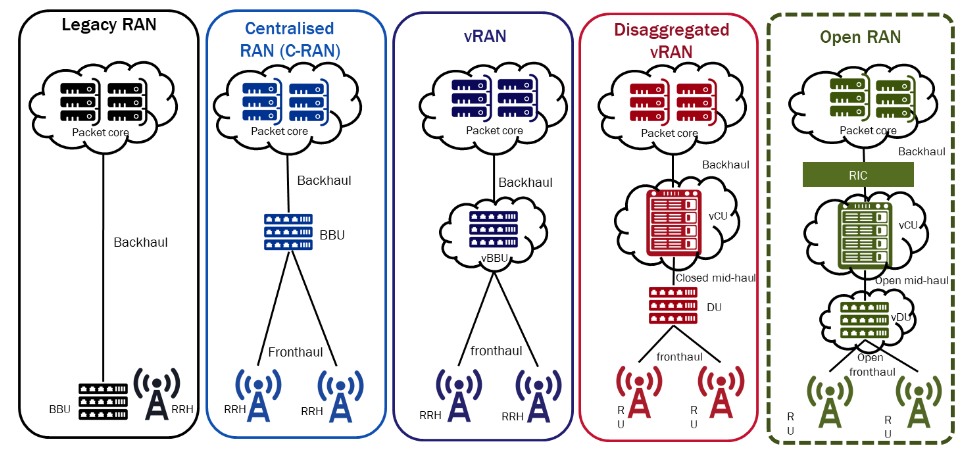 Legacy RAN
Packet core
Backhaul
BBU
RRH
Centralised
RAN (C-RAN)
Packet core
Backhaul
BBU
Fronthaul
RRH
RRH
vRAN
Packet core
Backhaul
vBBU
fronthaul
RRH
RRH
Disaggregated
vRAN
Packet core
Backhaul
vCU
Closed mid-haul
DU
fronthaul
R
U
R
U
Open RAN
Packet core
Backhaul
RIC
vCU
Open mid-haul
vDU
Open
fronthaul
R
U
R
U